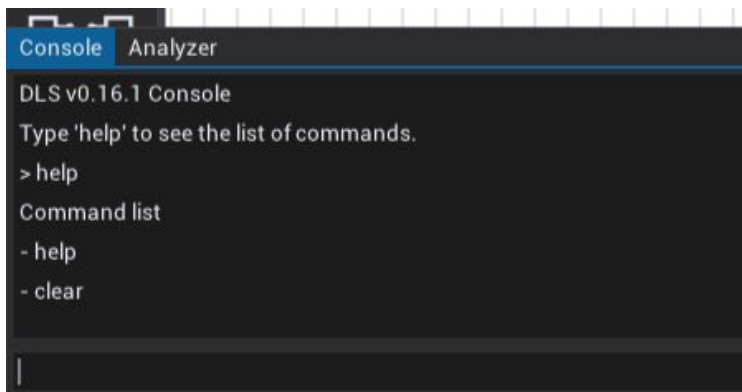 Console Analyzer
DLS v0.16.1 Console
Type 'help' to see the list of commands.
> help
Command list
- help
- clear